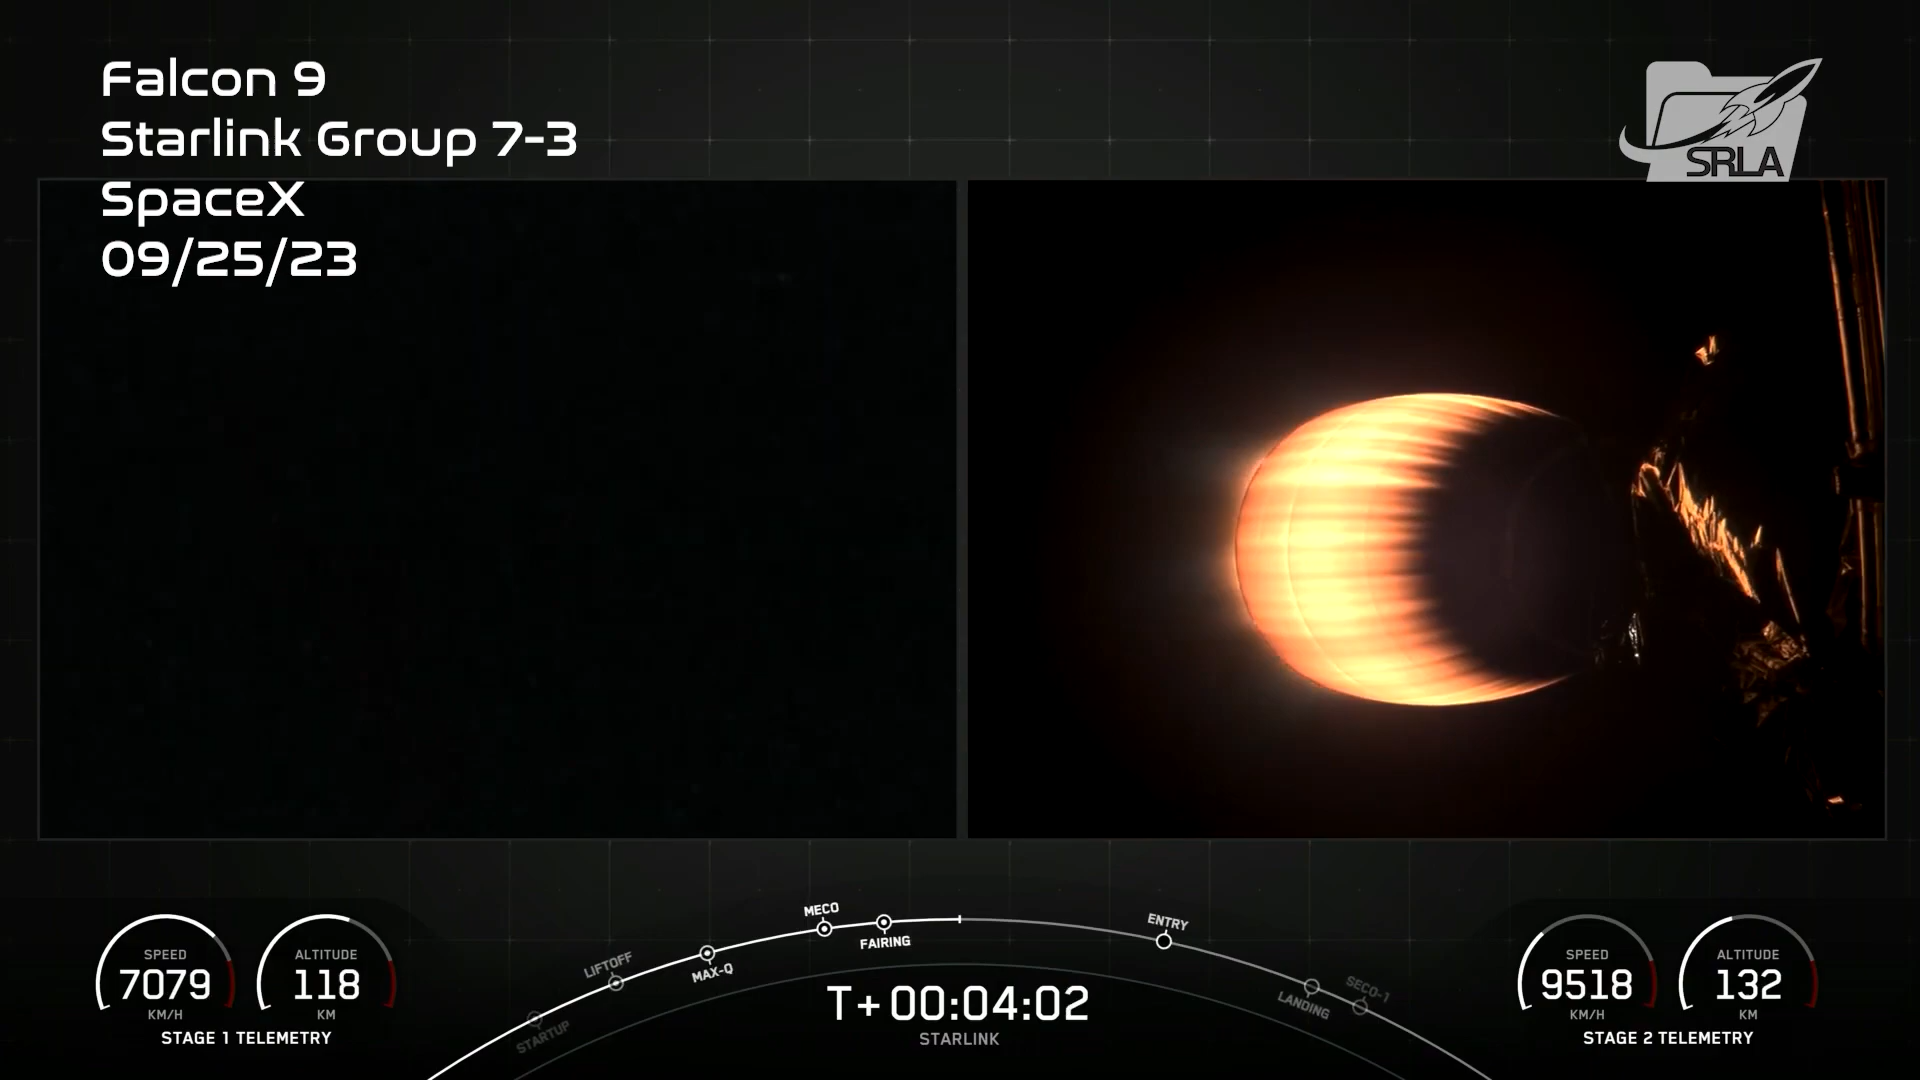 Falcon 9
Starlink Group 7-3
SpaceX
09/25/23
SRLA
SPEED
7079
KM/H
ALTITUDE
118
KM
STAGE 1 TELEMETRY
STARTUP
LIFTOFF
MAX-Q
MECO
FAIRING
ENTRY
LANDING
SECO-1
T+00:04:02
STARLINK
SPEED
9518
KM/H
ALTITUDE
132
KM
STAGE 2 TELEMETRY